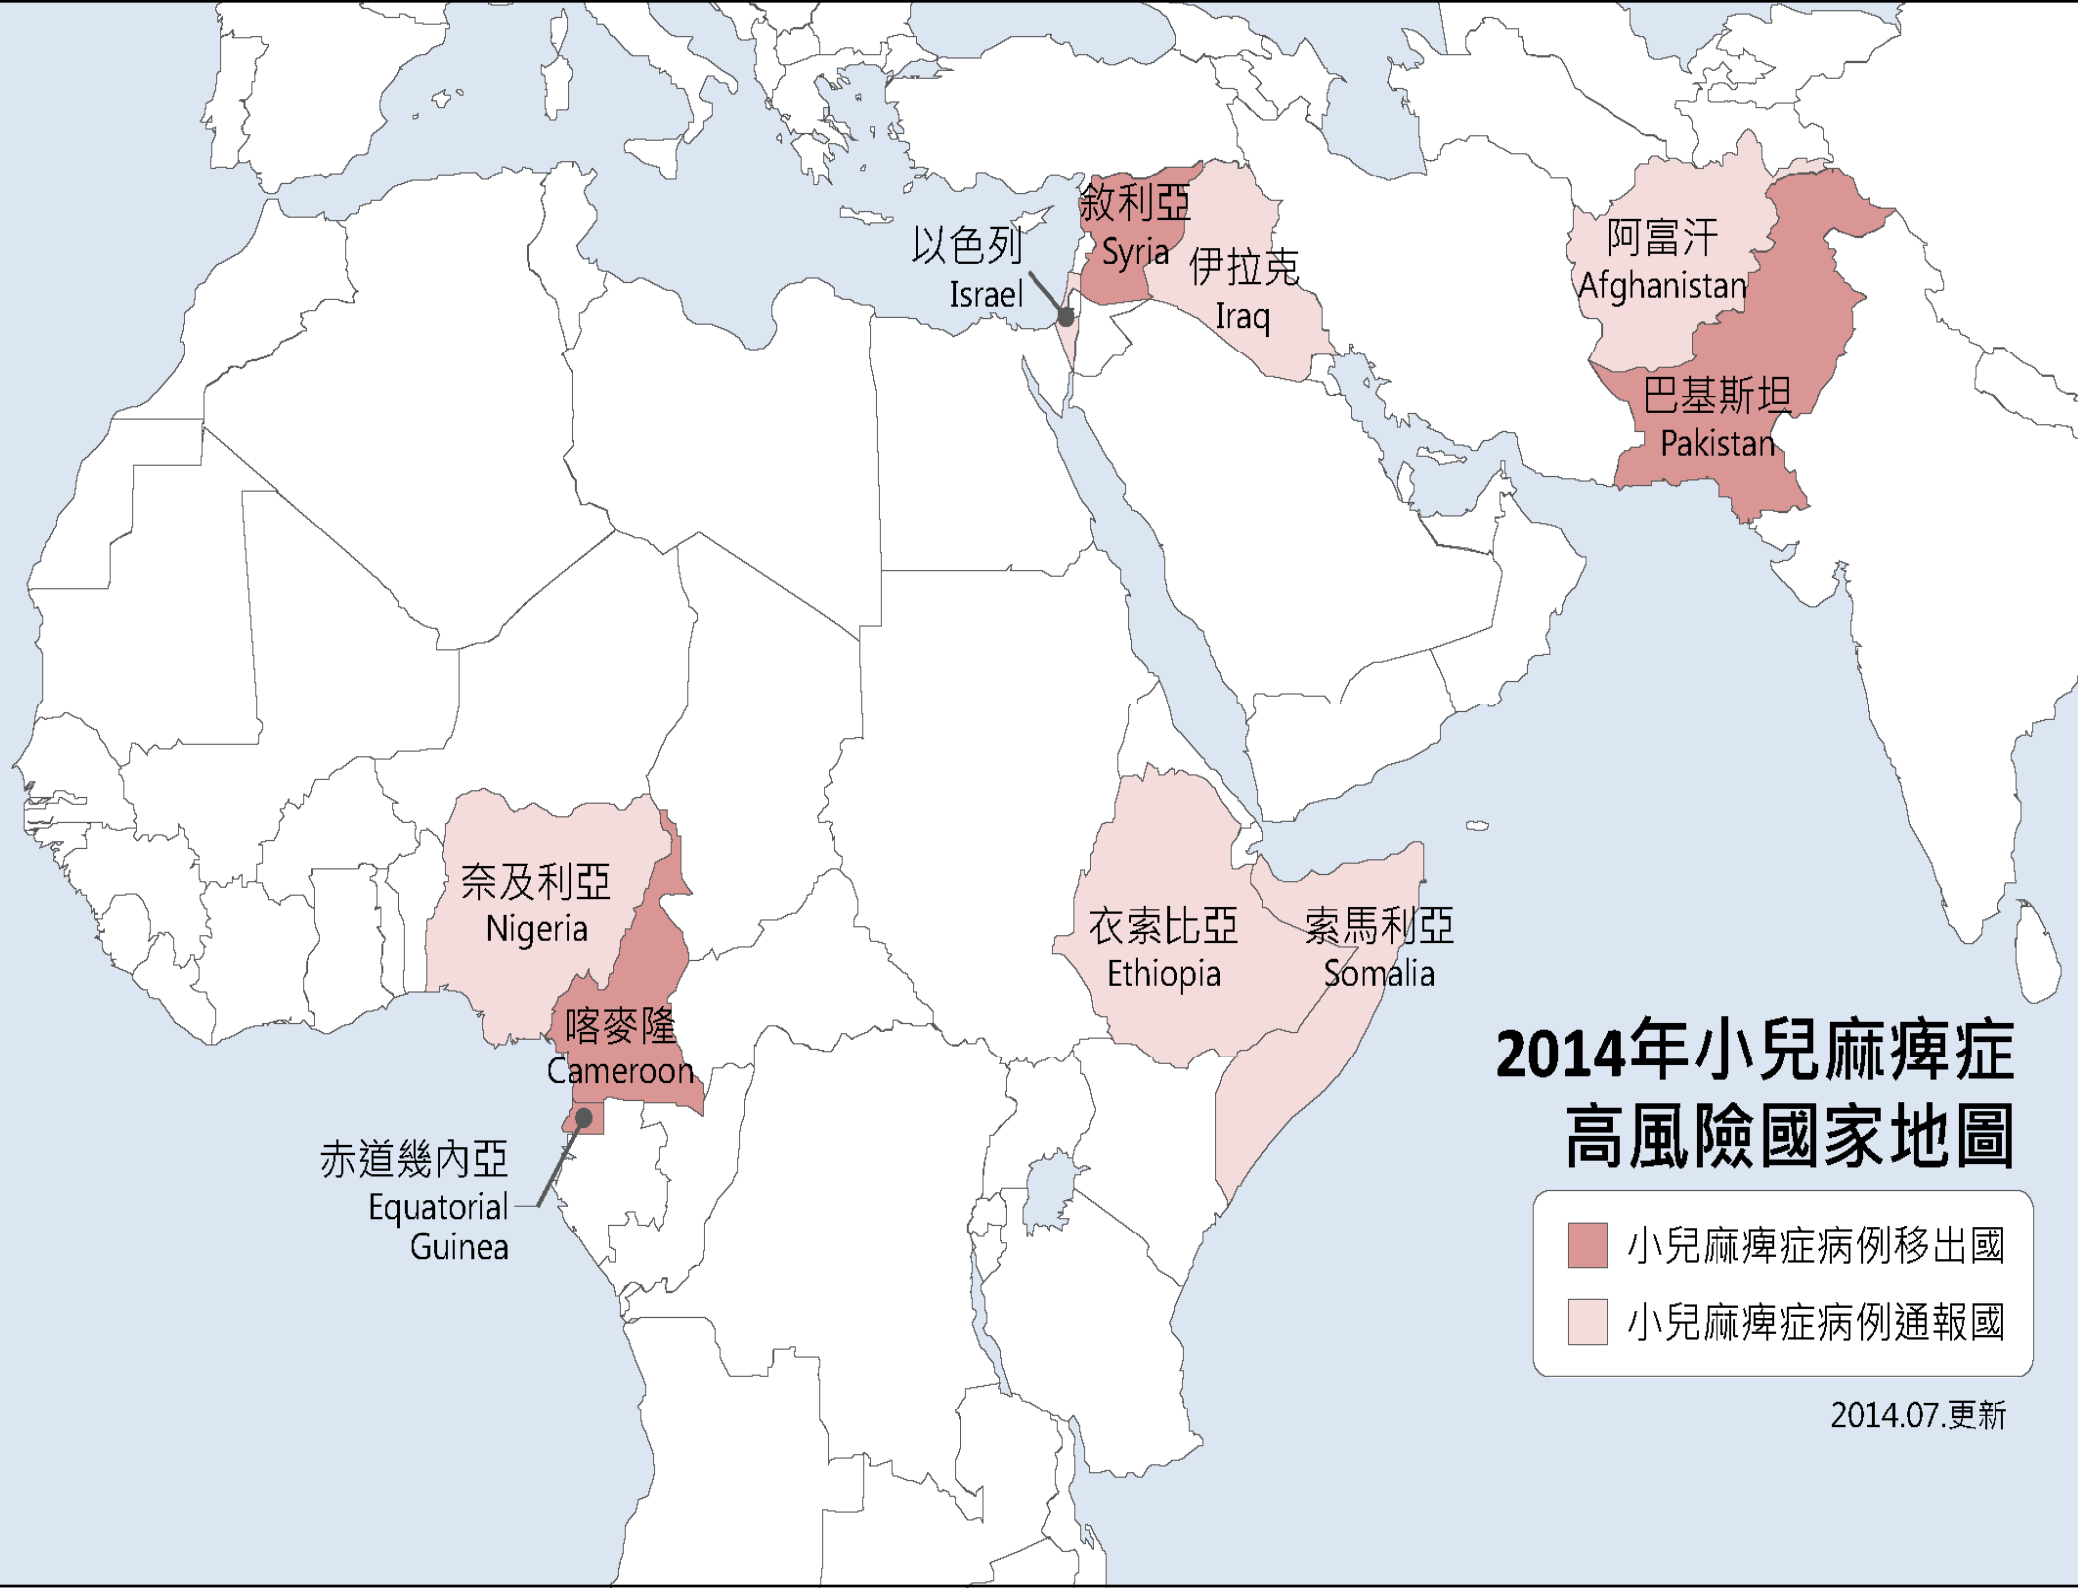 敘利亞
Syria
以色列
Israel
伊拉克
Iraq
阿富汗
Afghanistan
巴基斯坦
Pakistan
奈及利亞
Nigeria
衣索比亞
Ethiopia
索馬利亞
Somalia
喀麥隆
Cameroon
赤道幾內亞
Equatorial
Guinea
2014年小兒麻痺症
高風險國家地圖
小兒麻痺症病例移出國
小兒麻痺症病例通報國
2014.07.更新